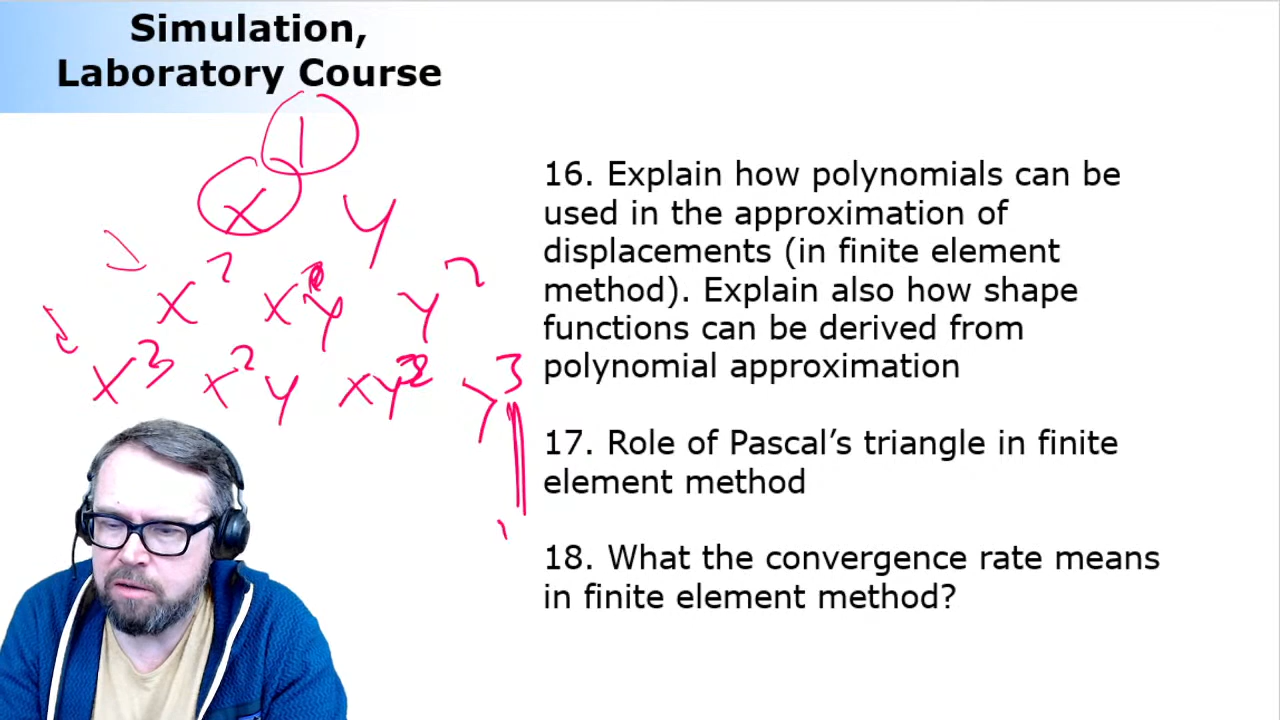 Simulation,
Laboratory Course
1
x y
x² xy y²
x³ x²y xy² y³
16. Explain how polynomials can be
used in the approximation of
displacements (in finite element
method). Explain also how shape
functions can be derived from
polynomial approximation
17. Role of Pascal’s triangle in finite
element method
18. What the convergence rate means
in finite element method?